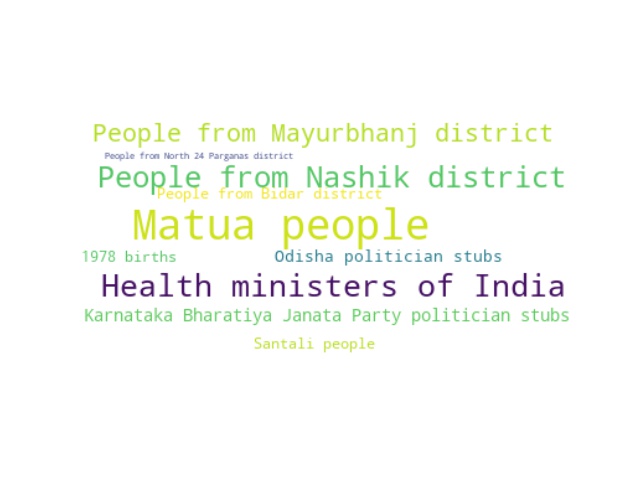 People from Mayurbhanj district
People from North 24 Parganas district
People from Nashik district
People from Bidar district
Matua people
1978 births
Odisha politician stubs
Health ministers of India
Karnataka Bharatiya Janata Party politician stubs
Santali people